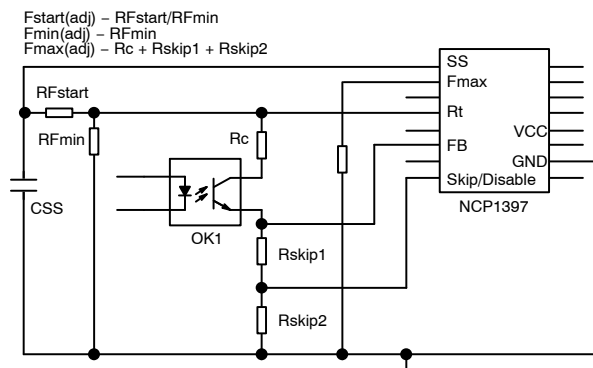 Fstart(adj) – RFstart/RFmin
Fmin(adj) – RFmin
Fmax(adj) – Rc + Rskip1 + Rskip2
SS
Fmax
RFstart
Rt
RFmin
Rc
VCC
FB
GND
Skip/Disable
CSS
NCP1397
OK1
Rskip1
Rskip2